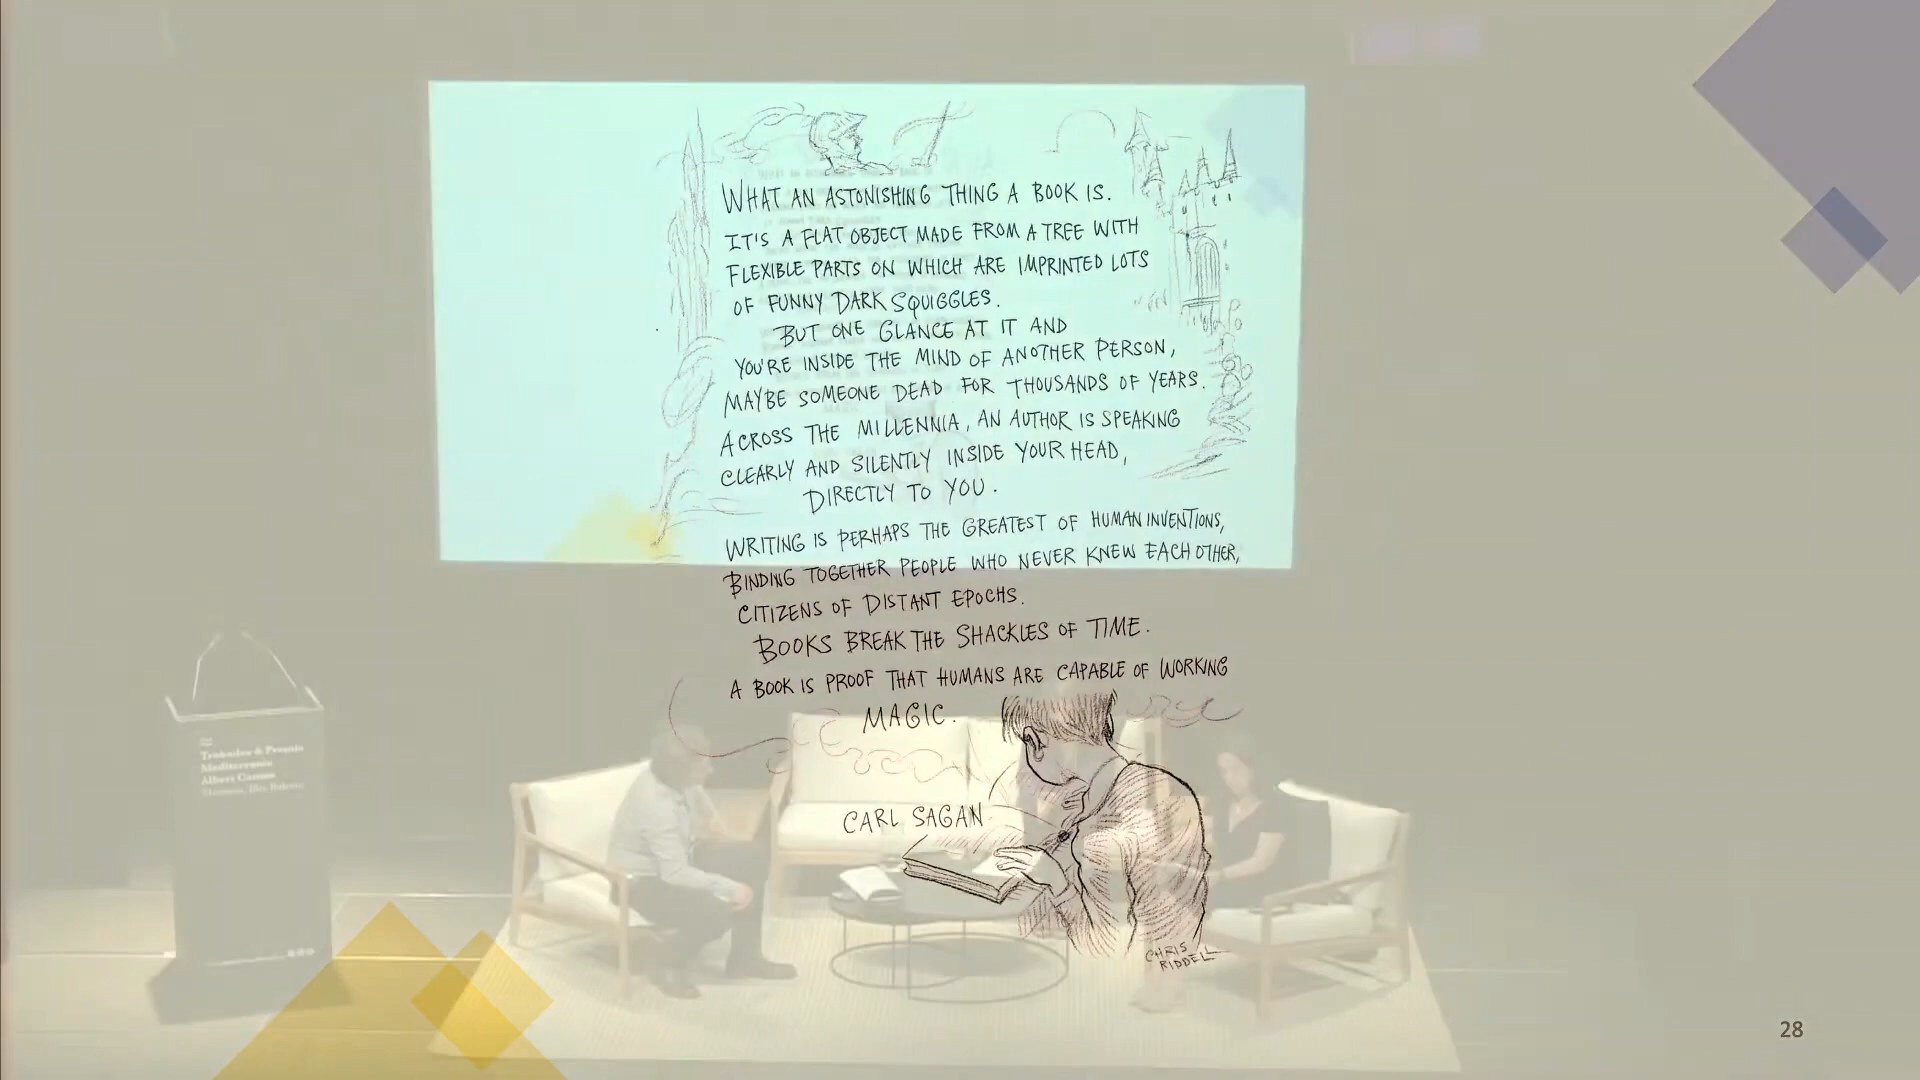 WHAT AN ASTONISHING THING A BOOK IS.
IT'S A FLAT OBJECT MADE FROM A TREE WITH
FLEXIBLE PARTS ON WHICH ARE IMPRINTED LOTS
OF FUNNY DARK SQUIGGLES.
BUT ONE GLANCE AT IT AND
YOU'RE INSIDE THE MIND OF ANOTHER PERSON,
MAYBE SOMEONE DEAD FOR THOUSANDS OF YEARS.
ACROSS THE MILLENNIA, AN AUTHOR IS SPEAKING
CLEARLY AND SILENTLY INSIDE YOUR HEAD,
DIRECTLY TO YOU.
WRITING IS PERHAPS THE GREATEST OF HUMAN INVENTIONS,
BINDING TOGETHER PEOPLE WHO NEVER KNEW EACH OTHER,
CITIZENS OF DISTANT EPOCHS.
BOOKS BREAK THE SHACKLES OF TIME.
A BOOK IS PROOF THAT HUMANS ARE CAPABLE OF WORKING
MAGIC.
CARL SAGAN
CHRIS
RIDDELL
Mediterranis
Albert Camus
28